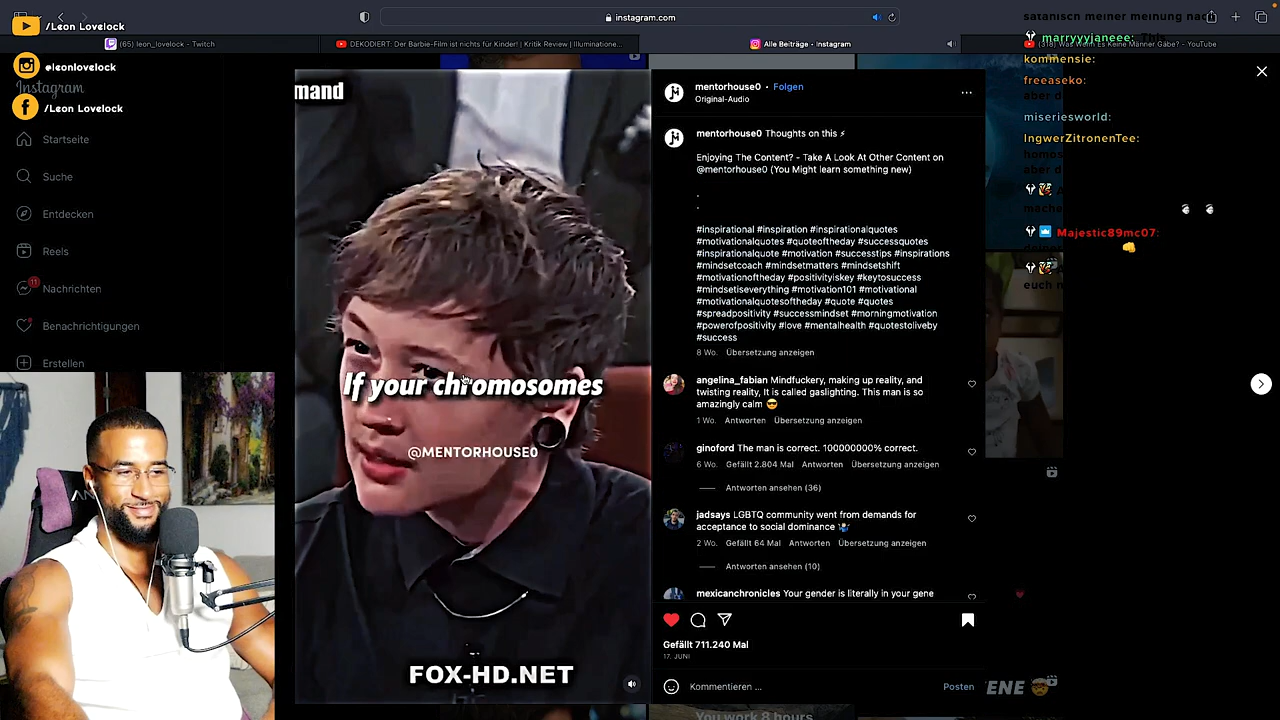 /Leon Lovelock
@leonlovelock
Instagram
/Leon Lovelock
Startseite
Suche
Entdecken
Reels
11
Nachrichten
Benachrichtigungen
Erstellen
instagram.com
(65) leon_lovelock - Twitch
DEKODIERT: Der Barbie-Film ist nichts für Kinder! | Kritik Review | Illuminatione...
Alle Beiträge • Instagram
(318) Was Wenn Es Keine Männer Gäbe? - YouTube
mand
If your chromosomes
@MENTORHOUSE0
FOX-HD.NET
mentorhouse0 • Folgen
Original-Audio
mentorhouse0 Thoughts on this ⚡
Enjoying The Content? - Take A Look At Other Content on
@mentorhouse0 (You Might learn something new)
.
.
#inspirational #inspiration #inspirationalquotes
#motivationalquotes #quoteoftheday #successquotes
#inspirationalquote #motivation #successtips #inspirations
#mindsetcoach #mindsetmatters #mindsetshift
#motivationoftheday #positivityiskey #keytosuccess
#mindsetiseverything #motivation101 #motivational
#motivationalquotesoftheday #quote #quotes
#spreadpositivity #successmindset #morningmotivation
#powerofpositivity #love #mentalhealth #quotestoliveby
#success
8 Wo. Übersetzung anzeigen
angelina_fabian Mindfuckery, making up reality, and
twisting reality, It is called gaslighting. This man is so
amazingly calm 😎
1 Wo. Antworten Übersetzung anzeigen
ginoford The man is correct. 100000000% correct.
6 Wo. Gefällt 2.804 Mal Antworten Übersetzung anzeigen
Antworten ansehen (36)
jadsays LGBTQ community went from demands for
acceptance to social dominance 🤷
2 Wo. Gefällt 64 Mal Antworten Übersetzung anzeigen
Antworten ansehen (10)
mexicanchronicles Your gender is literally in your gene
Gefällt 711.240 Mal
17. JUNI
Kommentieren ...
Posten
satanisch meiner meinung nach
marryyyjaneee: This
kommensie:
freeaseko:
aber d
miseriesworld:
IngwerZitronenTee:
homos
aber d
macha
Majestic89mc07:
euch n
ENE
You work 8 hours